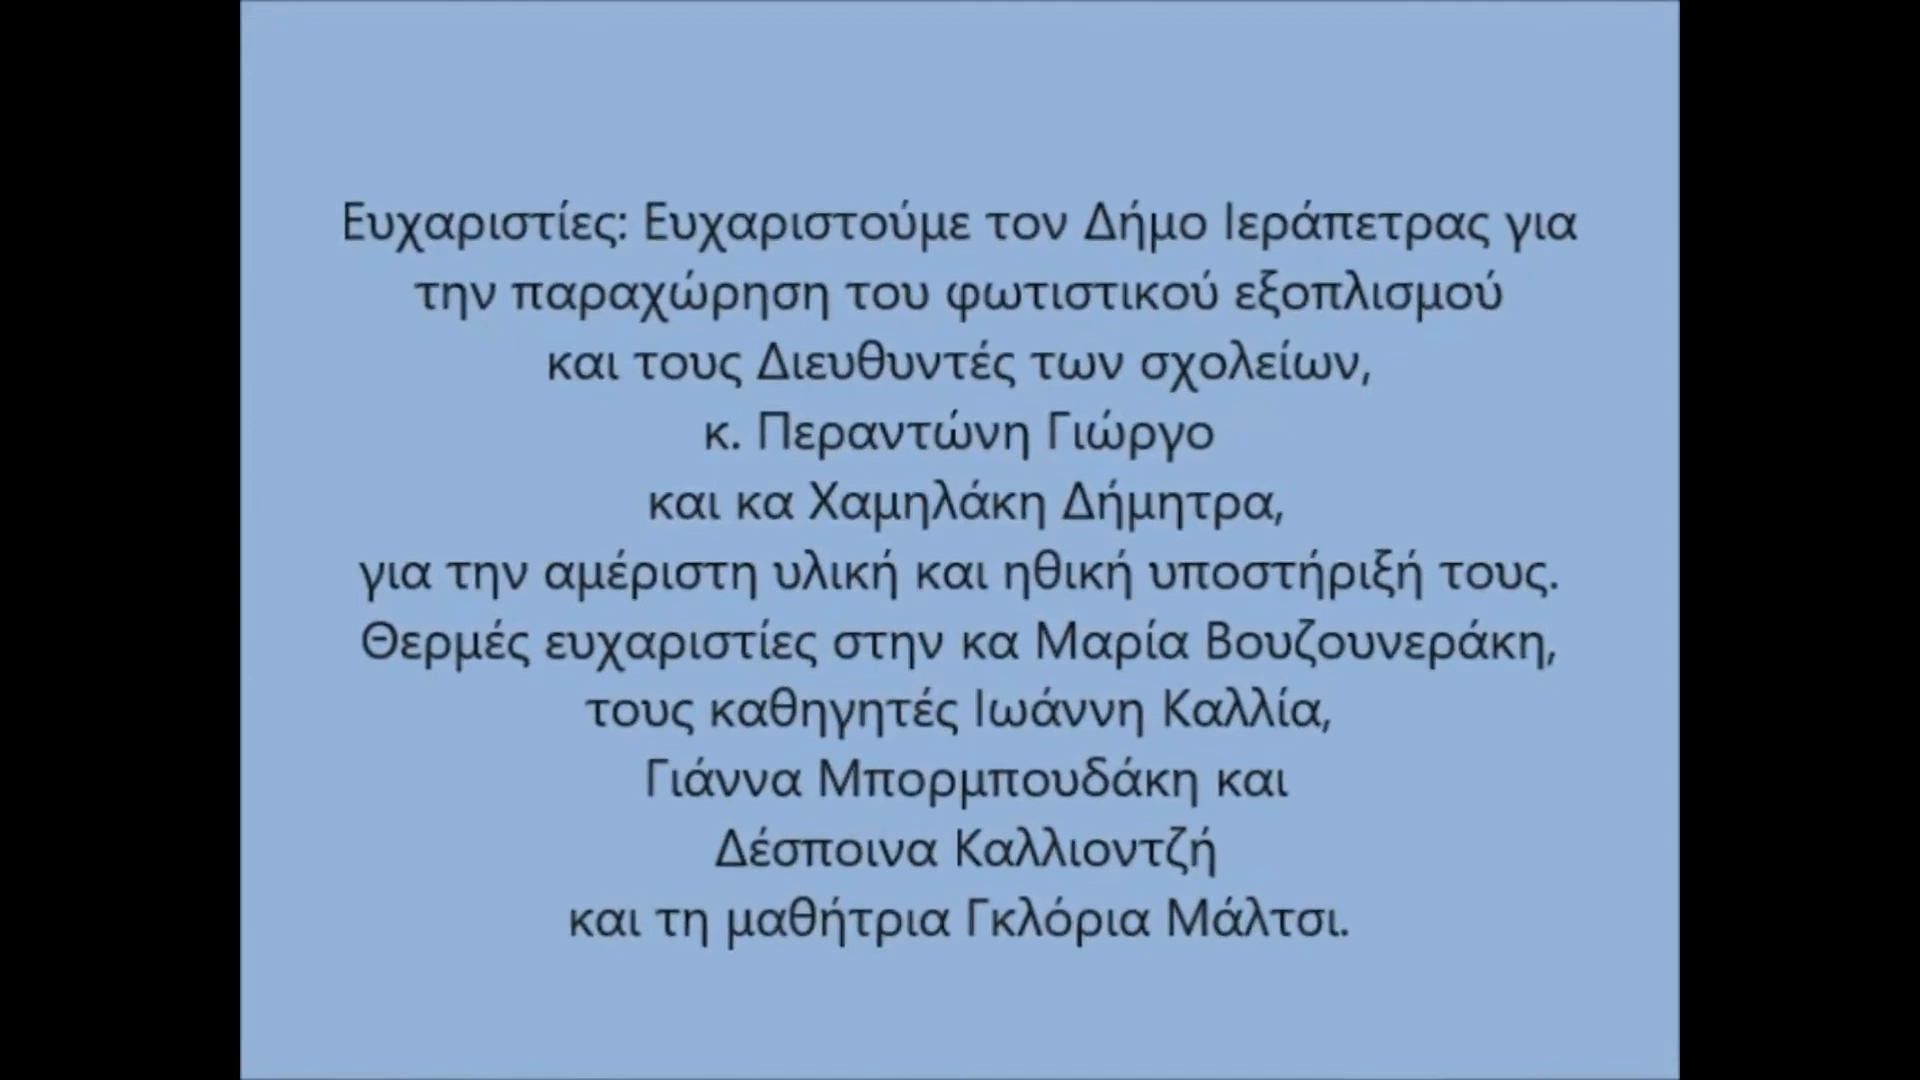 Ευχαριστίες: Ευχαριστούμε τον Δήμο Ιεράπετρας για
την παραχώρηση του φωτιστικού εξοπλισμού
και τους Διευθυντές των σχολείων,
κ. Περαντώνη Γιώργο
και κα Χαμηλάκη Δήμητρα,
για την αμέριστη υλική και ηθική υποστήριξή τους.
Θερμές ευχαριστίες στην κα Μαρία Βουζουνεράκη,
τους καθηγητές Ιωάννη Καλλία,
Γιάννα Μπορμπουδάκη και
Δέσποινα Καλλιοντζή
και τη μαθήτρια Γκλόρια Μάλτσι.